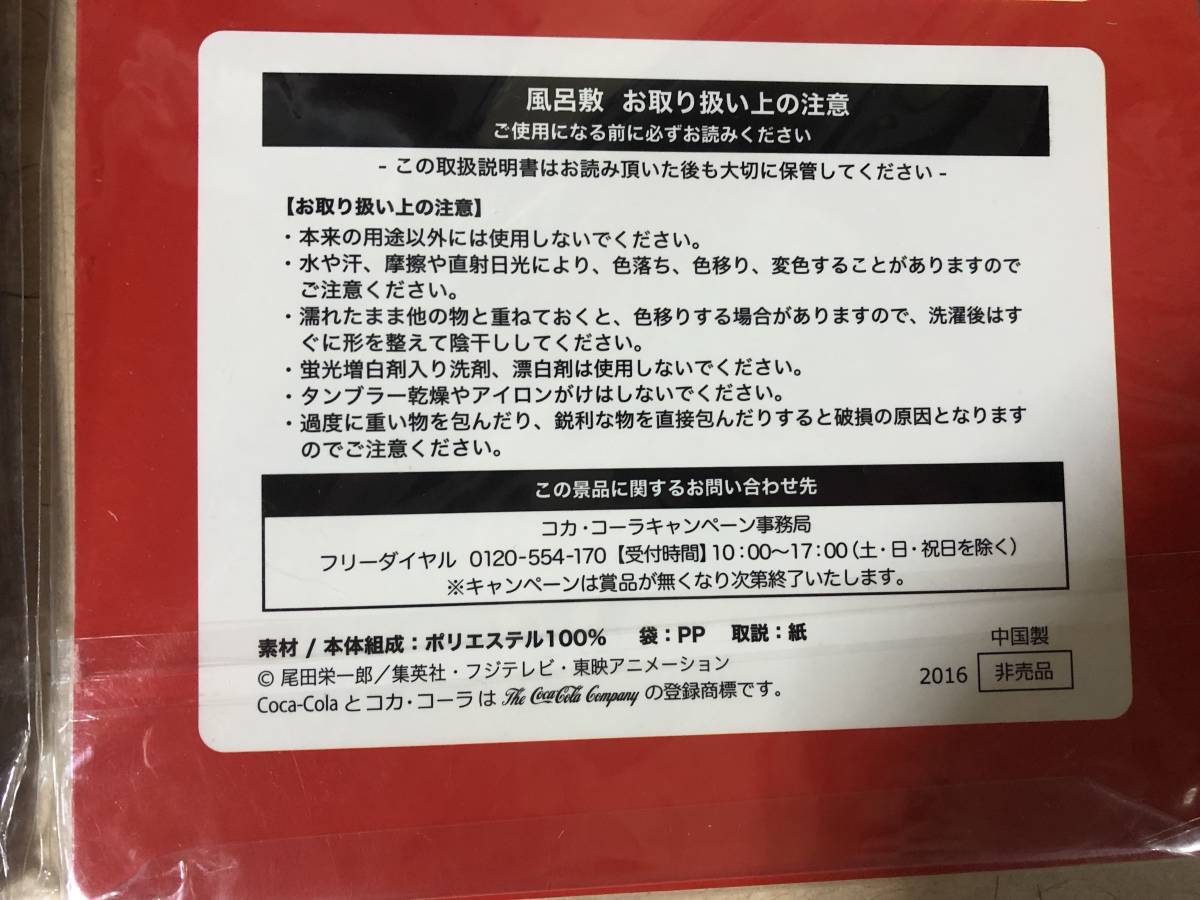 風呂敷 お取り扱い上の注意
ご使用になる前に必ずお読みください
- この取扱説明書はお読み頂いた後も大切に保管してください -
【お取り扱い上の注意】
・本来の用途以外には使用しないでください。
・水や汗、摩擦や直射日光により、色落ち、色移り、変色することがありますので
ご注意ください。
・濡れたまま他の物と重ねておくと、色移りする場合がありますので、洗濯後はす
ぐに形を整えて陰干ししてください。
・蛍光増白剤入り洗剤、漂白剤は使用しないでください。
・タンブラー乾燥やアイロンがけはしないでください。
・過度に重い物を包んだり、鋭利な物を直接包んだりすると破損の原因となります
のでご注意ください。
この景品に関するお問い合わせ先
コカ・コーラキャンペーン事務局
フリーダイヤル 0120-554-170【受付時間】10:00〜17:00（土・日・祝日を除く）
※キャンペーンは賞品が無くなり次第終了いたします。
素材 / 本体組成：ポリエステル100% 袋：PP 取説：紙
中国製
© 尾田栄一郎／集英社・フジテレビ・東映アニメーション
2016 非売品
Coca-Cola とコカ・コーラは The Coca-Cola Company の登録商標です。